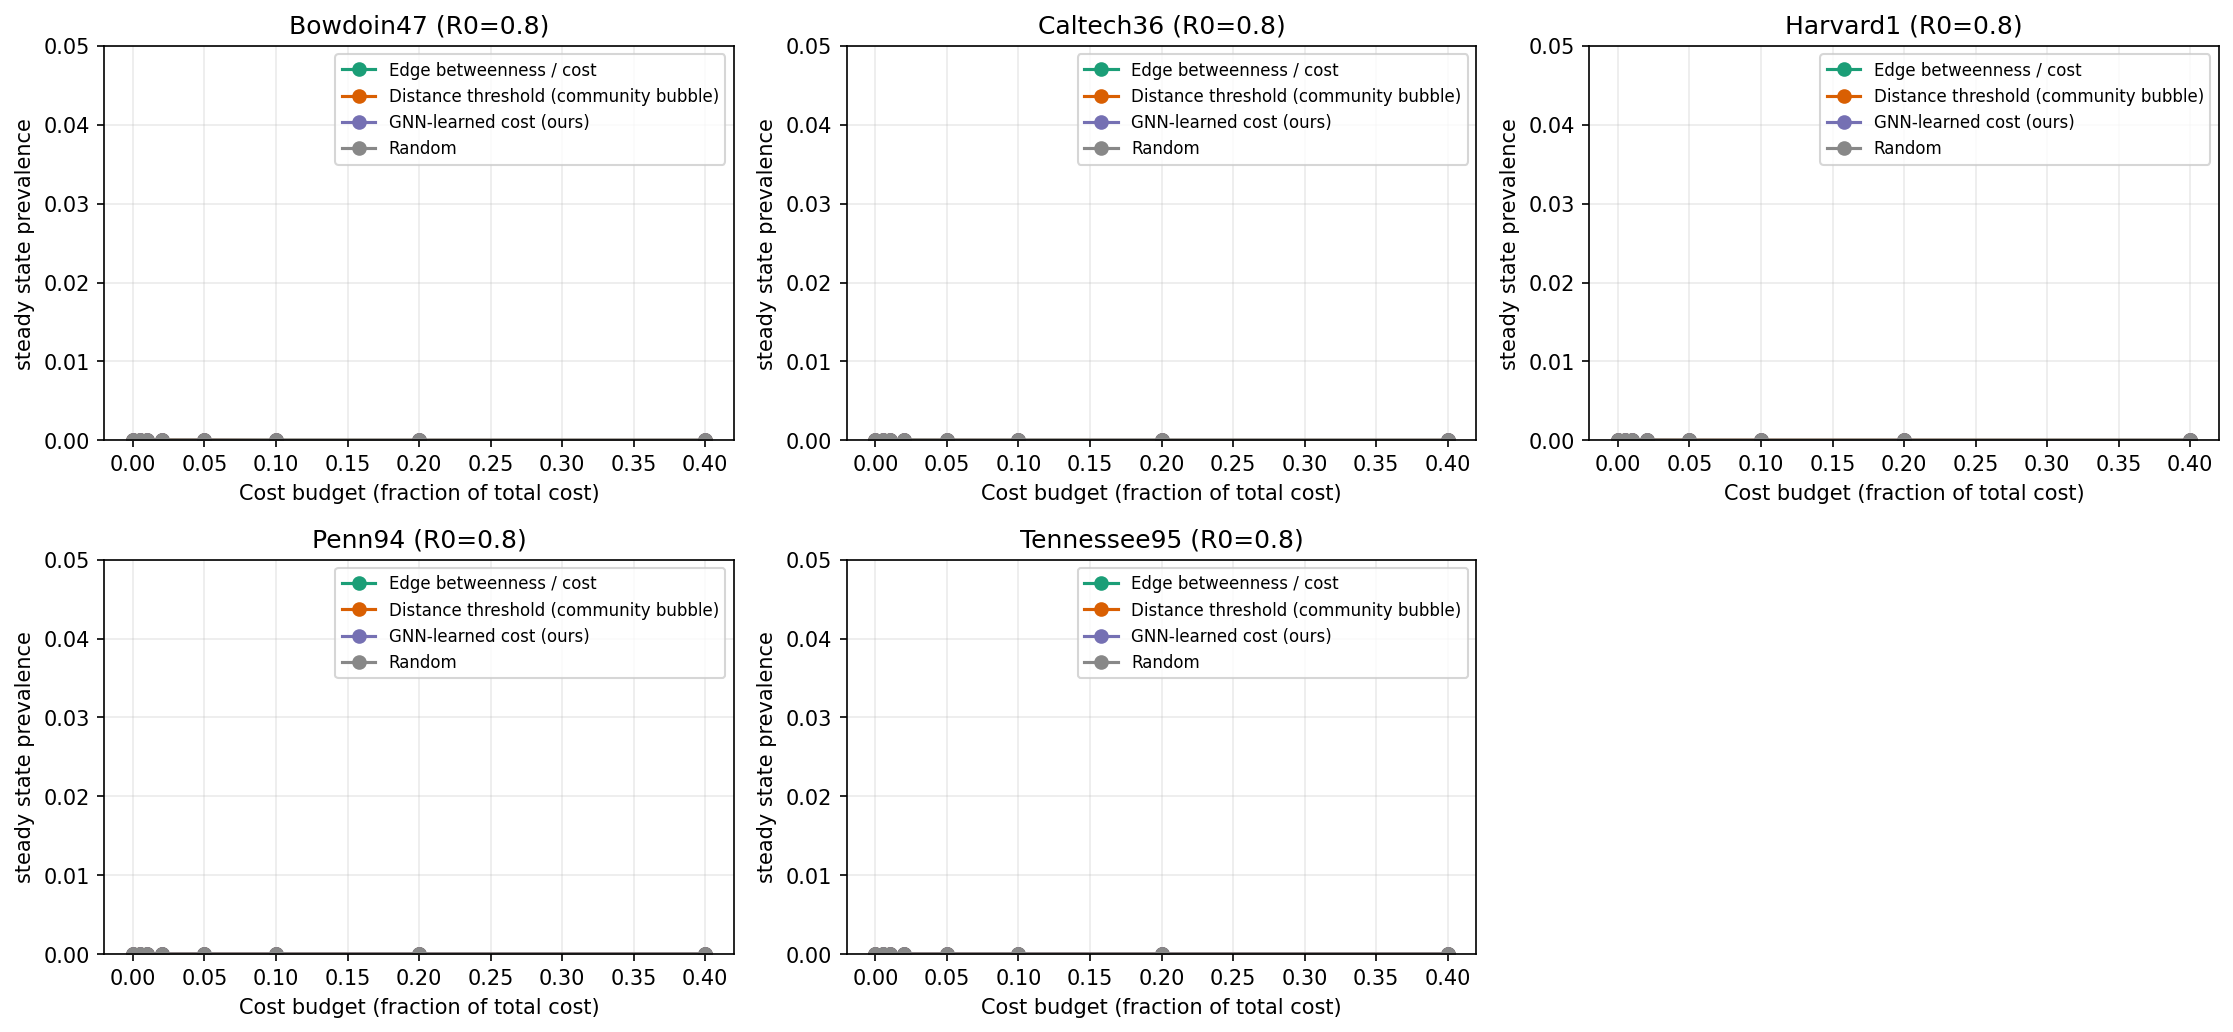 Bowdoin47 (R0=0.8)
0.05
0.04
0.03
0.02
0.01
0.00
steady state prevalence
Edge betweenness / cost
Distance threshold (community bubble)
GNN-learned cost (ours)
Random
0.00 0.05 0.10 0.15 0.20 0.25 0.30 0.35 0.40
Cost budget (fraction of total cost)
Caltech36 (R0=0.8)
0.05
0.04
0.03
0.02
0.01
0.00
steady state prevalence
Edge betweenness / cost
Distance threshold (community bubble)
GNN-learned cost (ours)
Random
0.00 0.05 0.10 0.15 0.20 0.25 0.30 0.35 0.40
Cost budget (fraction of total cost)
Harvard1 (R0=0.8)
0.05
0.04
0.03
0.02
0.01
0.00
steady state prevalence
Edge betweenness / cost
Distance threshold (community bubble)
GNN-learned cost (ours)
Random
0.00 0.05 0.10 0.15 0.20 0.25 0.30 0.35 0.40
Cost budget (fraction of total cost)
Penn94 (R0=0.8)
0.05
0.04
0.03
0.02
0.01
0.00
steady state prevalence
Edge betweenness / cost
Distance threshold (community bubble)
GNN-learned cost (ours)
Random
0.00 0.05 0.10 0.15 0.20 0.25 0.30 0.35 0.40
Cost budget (fraction of total cost)
Tennessee95 (R0=0.8)
0.05
0.04
0.03
0.02
0.01
0.00
steady state prevalence
Edge betweenness / cost
Distance threshold (community bubble)
GNN-learned cost (ours)
Random
0.00 0.05 0.10 0.15 0.20 0.25 0.30 0.35 0.40
Cost budget (fraction of total cost)